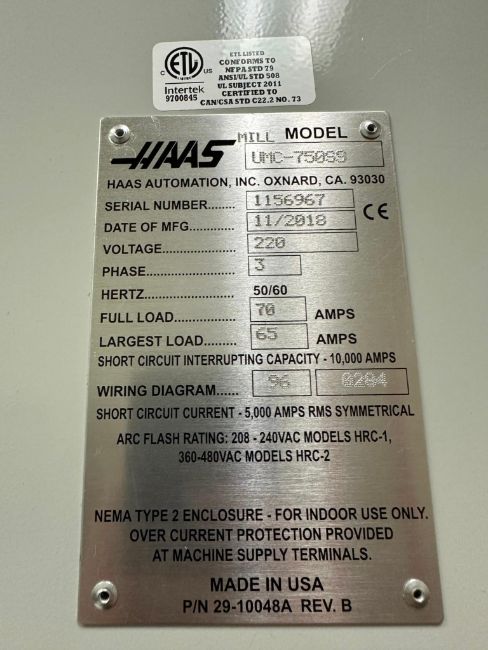 ETL LISTED
CONFORMS TO
NFPA STD 79
ANSI/UL STD 508
UL SUBJECT 2011
CERTIFIED TO
CAN/CSA STD C22.2 NO. 73
C ETL US
Intertek
9700845
HAAS MILL MODEL
UMC-750SS
HAAS AUTOMATION, INC. OXNARD, CA. 93030
SERIAL NUMBER........ 1156967
DATE OF MFG............ 11/2018 CE
VOLTAGE................... 220
PHASE........................ 3
HERTZ........................ 50/60
FULL LOAD................. 70 AMPS
LARGEST LOAD.......... 65 AMPS
SHORT CIRCUIT INTERRUPTING CAPACITY - 10,000 AMPS
WIRING DIAGRAM...... 96 0284
SHORT CIRCUIT CURRENT - 5,000 AMPS RMS SYMMETRICAL
ARC FLASH RATING: 208 - 240VAC MODELS HRC-1,
360-480VAC MODELS HRC-2
NEMA TYPE 2 ENCLOSURE - FOR INDOOR USE ONLY.
OVER CURRENT PROTECTION PROVIDED
AT MACHINE SUPPLY TERMINALS.
MADE IN USA
P/N 29-10048A REV. B